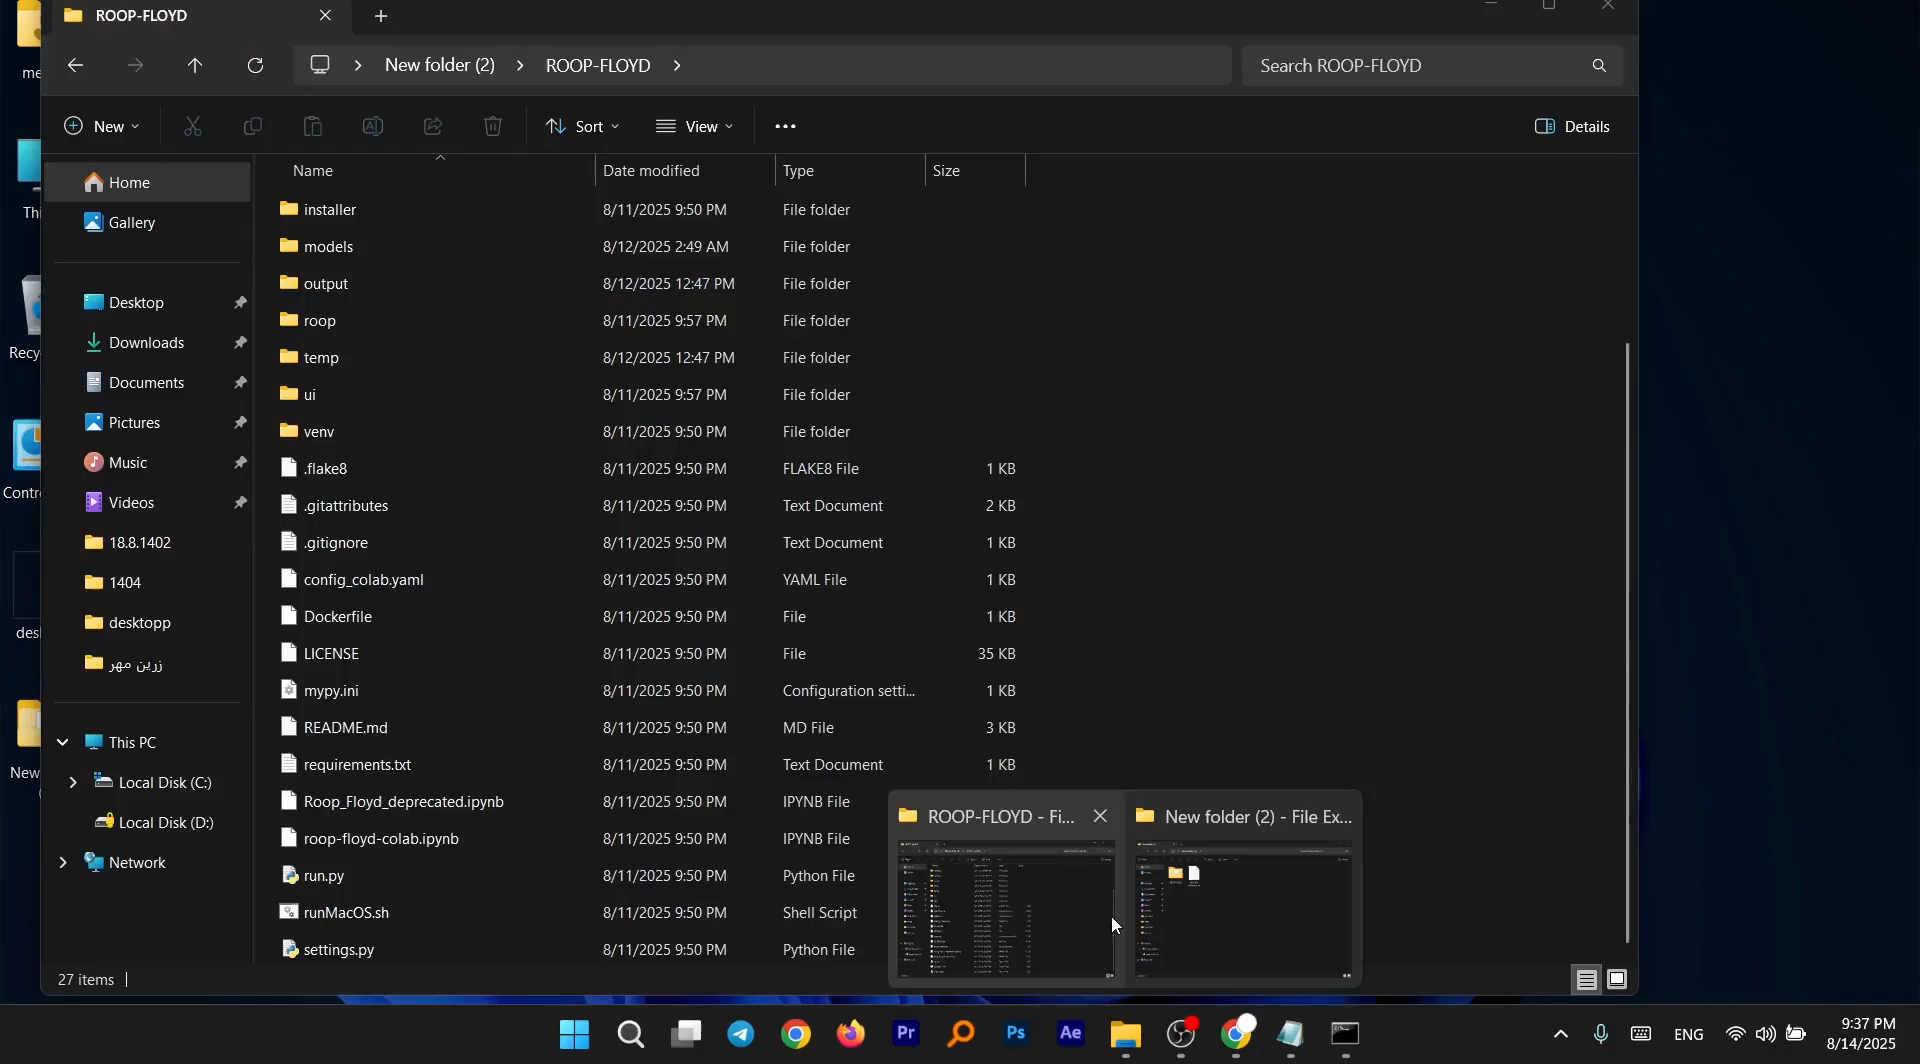 ROOP-FLOYD
New folder (2)
ROOP-FLOYD
Search ROOP-FLOYD
New
Sort
View
Details
Home
Gallery
Desktop
Downloads
Documents
Pictures
Music
Videos
18.8.1402
1404
desktopp
زرین مهر
This PC
Local Disk (C:)
Local Disk (D:)
Network
Name Date modified Type Size
installer 8/11/2025 9:50 PM File folder
models 8/12/2025 2:49 AM File folder
output 8/12/2025 12:47 PM File folder
roop 8/11/2025 9:57 PM File folder
temp 8/12/2025 12:47 PM File folder
ui 8/11/2025 9:57 PM File folder
venv 8/11/2025 9:50 PM File folder
.flake8 8/11/2025 9:50 PM FLAKE8 File 1 KB
.gitattributes 8/11/2025 9:50 PM Text Document 2 KB
.gitignore 8/11/2025 9:50 PM Text Document 1 KB
config_colab.yaml 8/11/2025 9:50 PM YAML File 1 KB
Dockerfile 8/11/2025 9:50 PM File 1 KB
LICENSE 8/11/2025 9:50 PM File 35 KB
mypy.ini 8/11/2025 9:50 PM Configuration setti... 1 KB
README.md 8/11/2025 9:50 PM MD File 3 KB
requirements.txt 8/11/2025 9:50 PM Text Document 1 KB
Roop_Floyd_deprecated.ipynb 8/11/2025 9:50 PM IPYNB File
roop-floyd-colab.ipynb 8/11/2025 9:50 PM IPYNB File
run.py 8/11/2025 9:50 PM Python File
runMacOS.sh 8/11/2025 9:50 PM Shell Script
settings.py 8/11/2025 9:50 PM Python File
27 items
ROOP-FLOYD - Fi...
New folder (2) - File Ex...
me
Thi
Recy
Contr
des
New
Pr
Ps
Ae
ENG
9:37 PM
8/14/2025